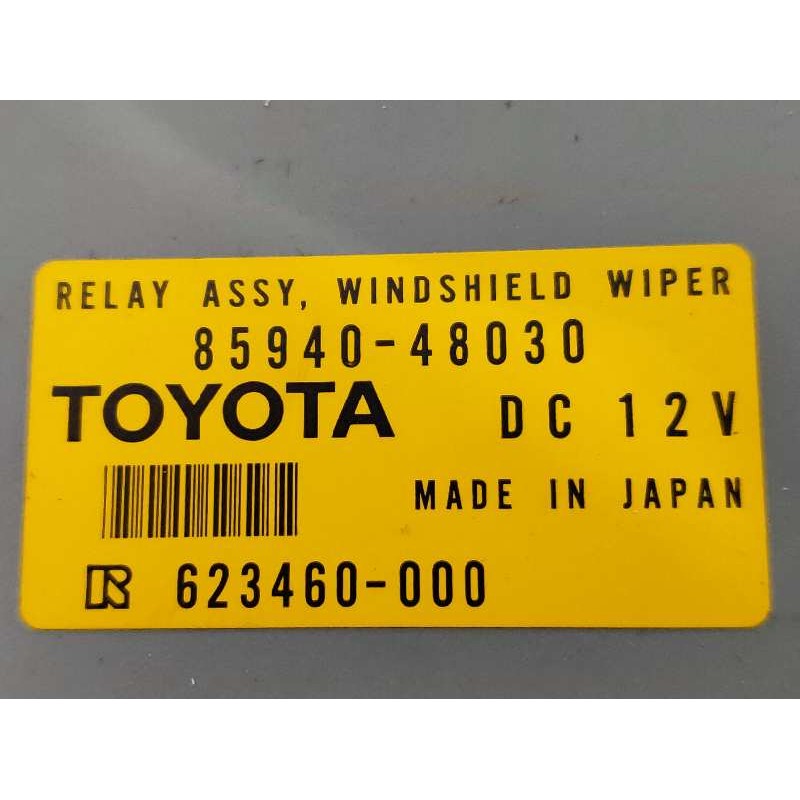 RELAY ASSY, WINDSHIELD WIPER
85940-48030
TOYOTA DC 12V
MADE IN JAPAN
R 623460-000